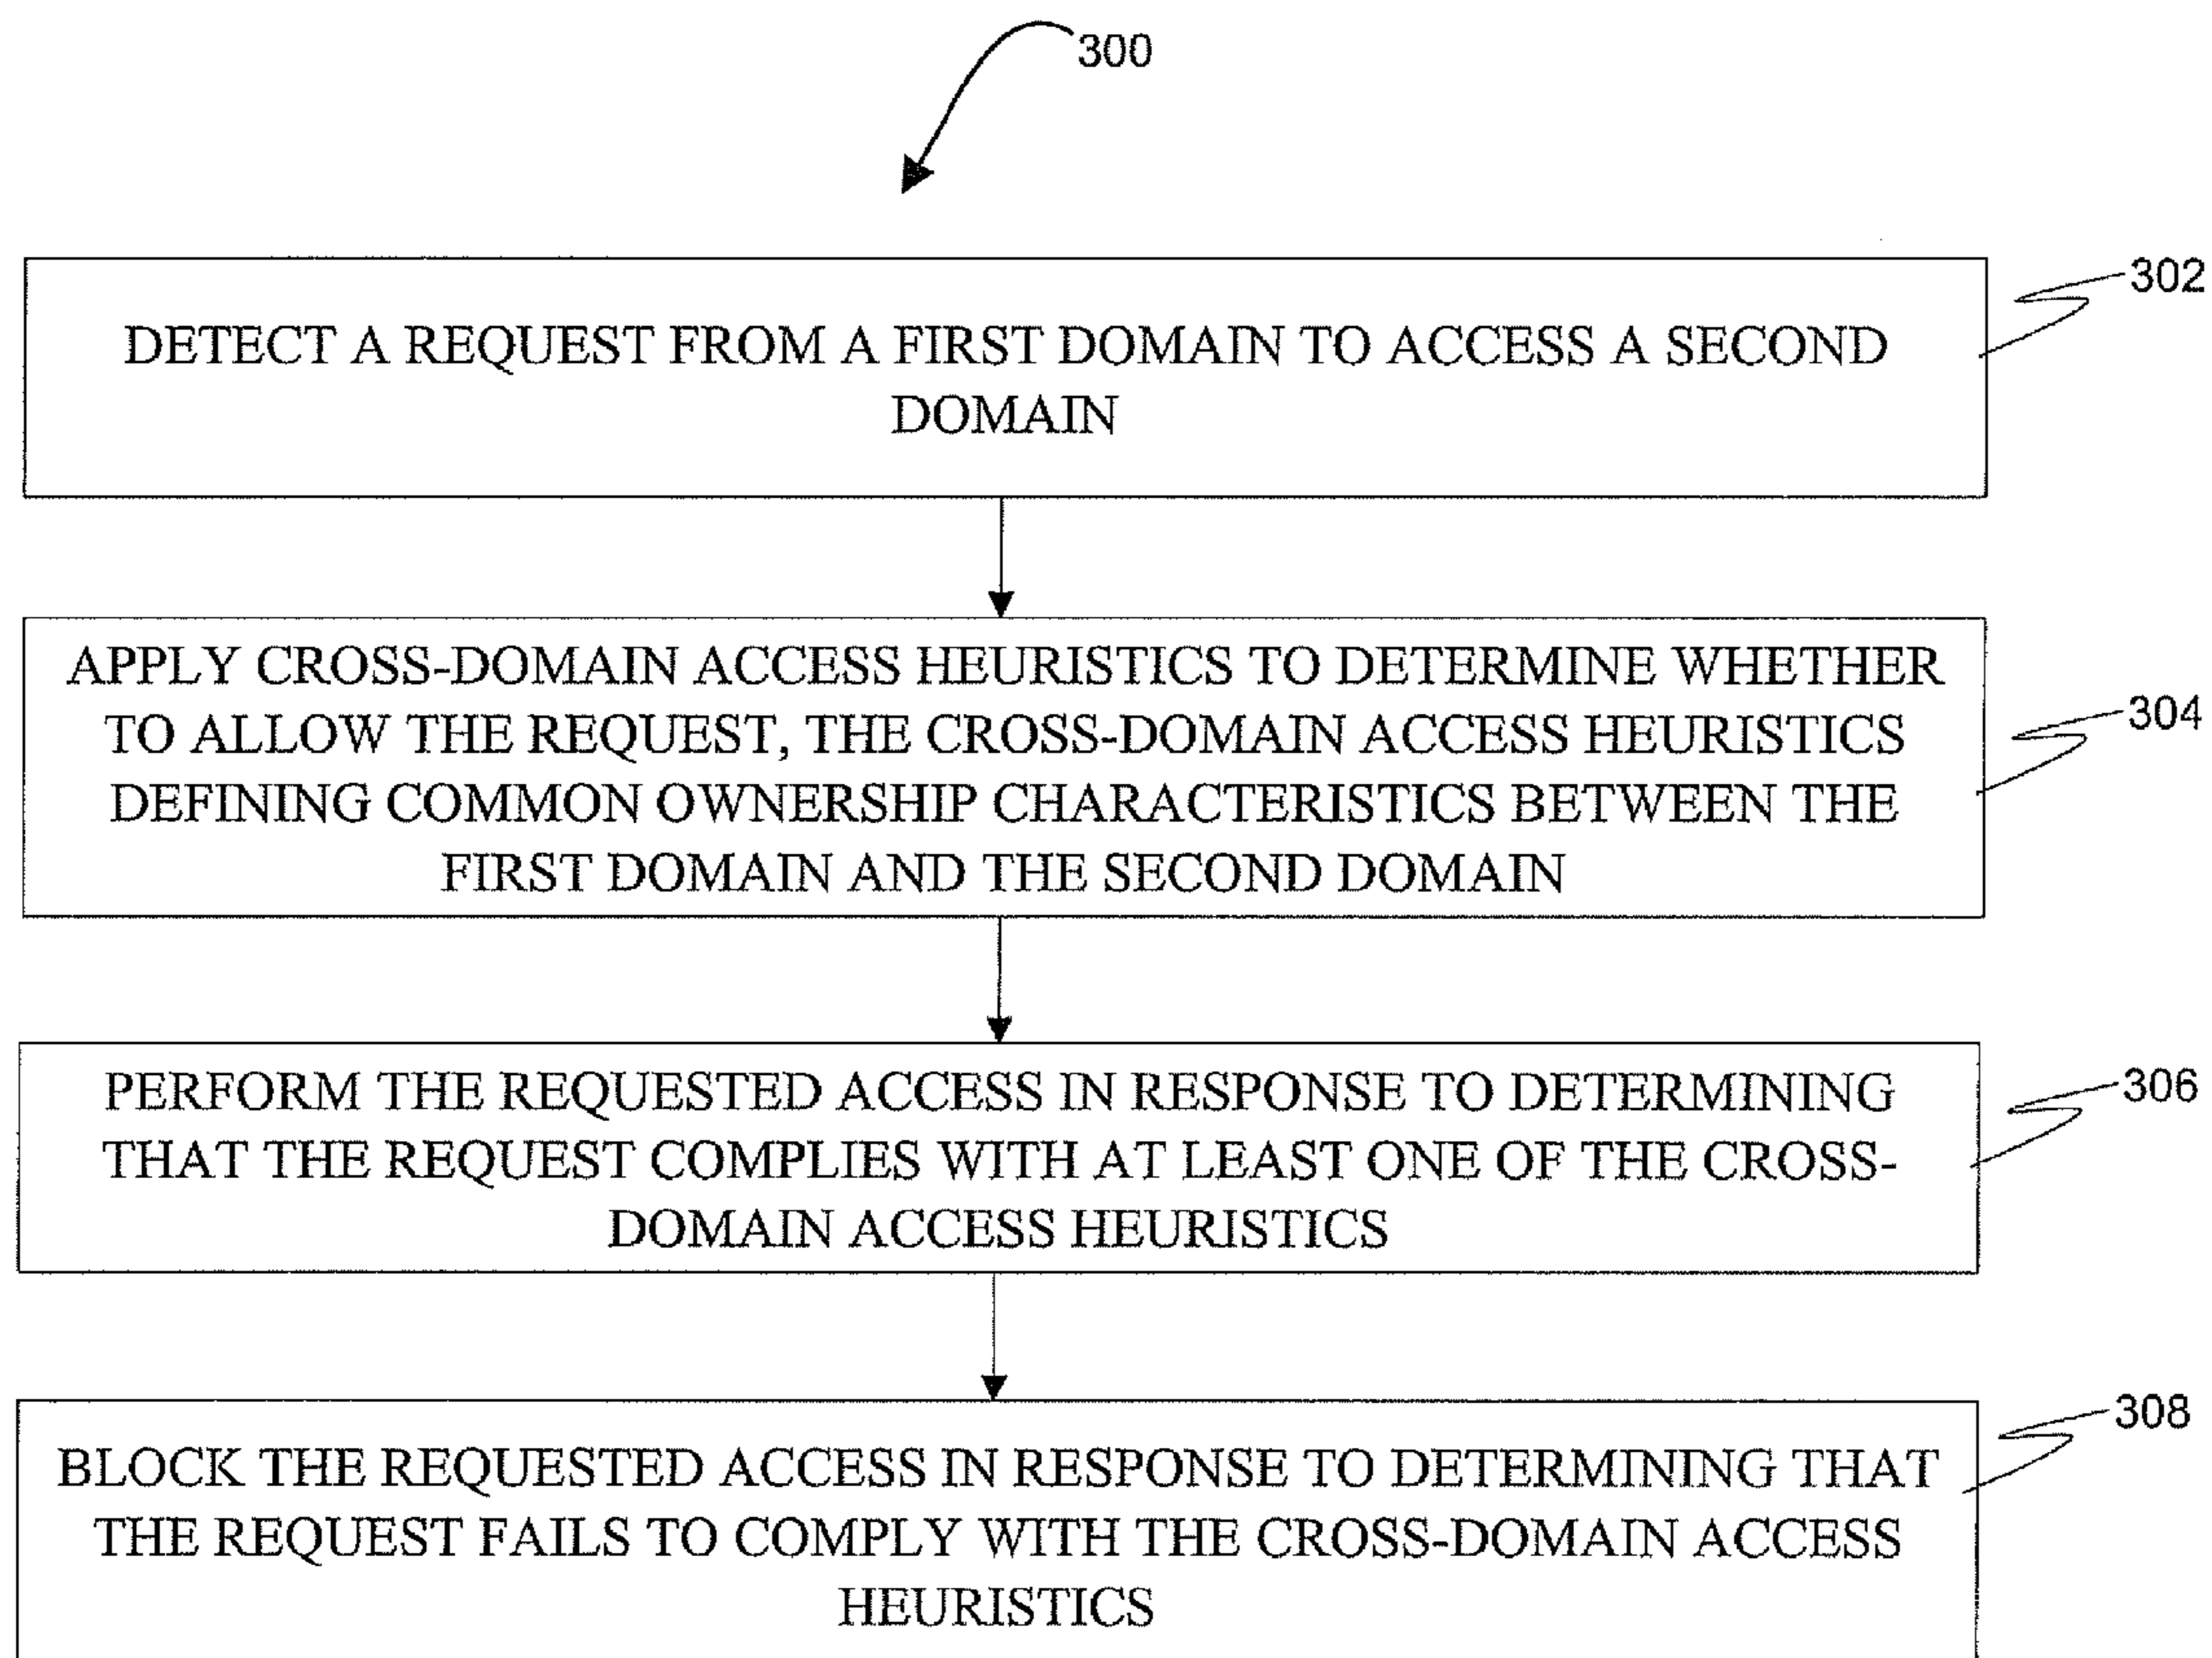 300
302
DETECT A REQUEST FROM A FIRST DOMAIN TO ACCESS A SECOND
DOMAIN
APPLY CROSS-DOMAIN ACCESS HEURISTICS TO DETERMINE WHETHER
TO ALLOW THE REQUEST, THE CROSS-DOMAIN ACCESS HEURISTICS
304
DEFINING COMMON OWNERSHIP CHARACTERISTICS BETWEEN THE
FIRST DOMAIN AND THE SECOND DOMAIN
306
PERFORM THE REQUESTED ACCESS IN RESPONSE TO DETERMINING
THAT THE REQUEST COMPLIES WITH AT LEAST ONE OF THE CROSS-
DOMAIN ACCESS HEURISTICS
308
BLOCK THE REQUESTED ACCESS IN RESPONSE TO DETERMINING THAT
THE REQUEST FAILS TO COMPLY WITH THE CROSS-DOMAIN ACCESS
HEURISTICS